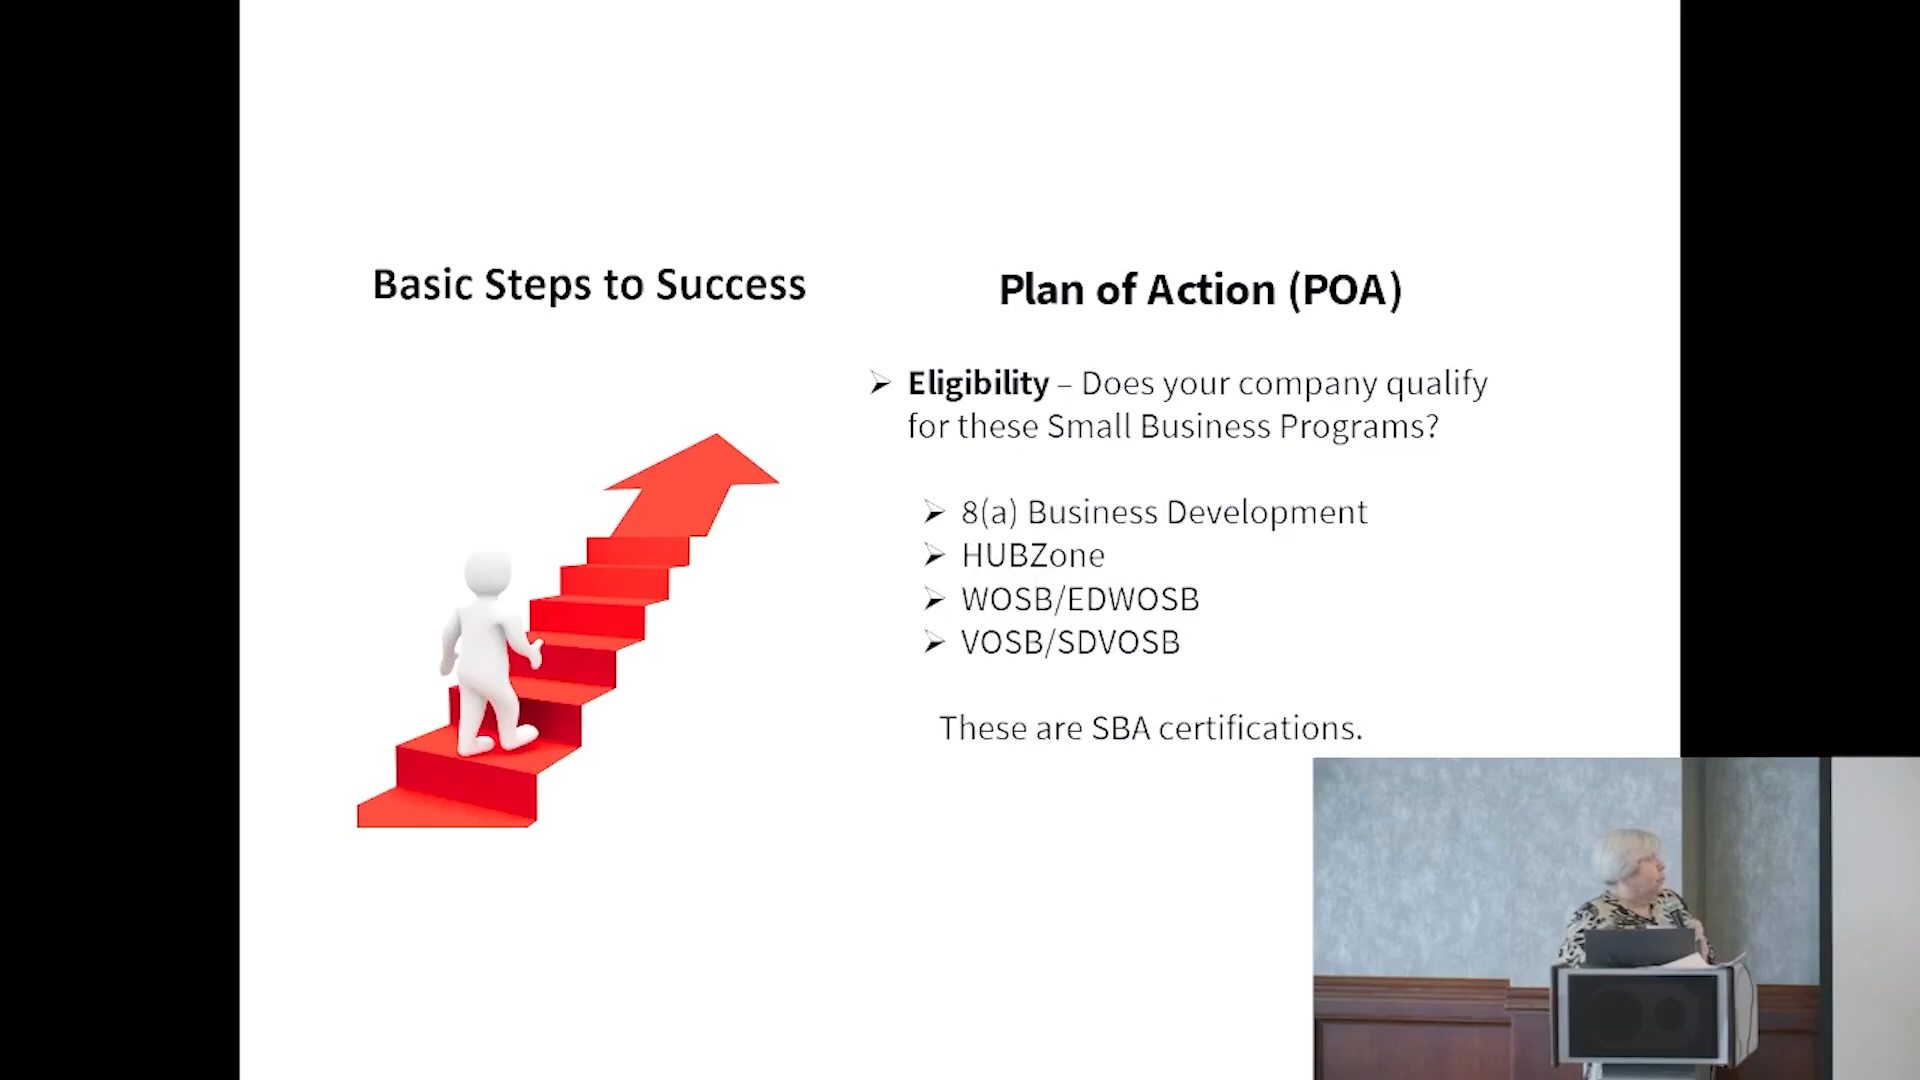 Basic Steps to Success
Plan of Action (POA)
Eligibility – Does your company qualify
for these Small Business Programs?
8(a) Business Development
HUBZone
WOSB/EDWOSB
VOSB/SDVOSB
These are SBA certifications.